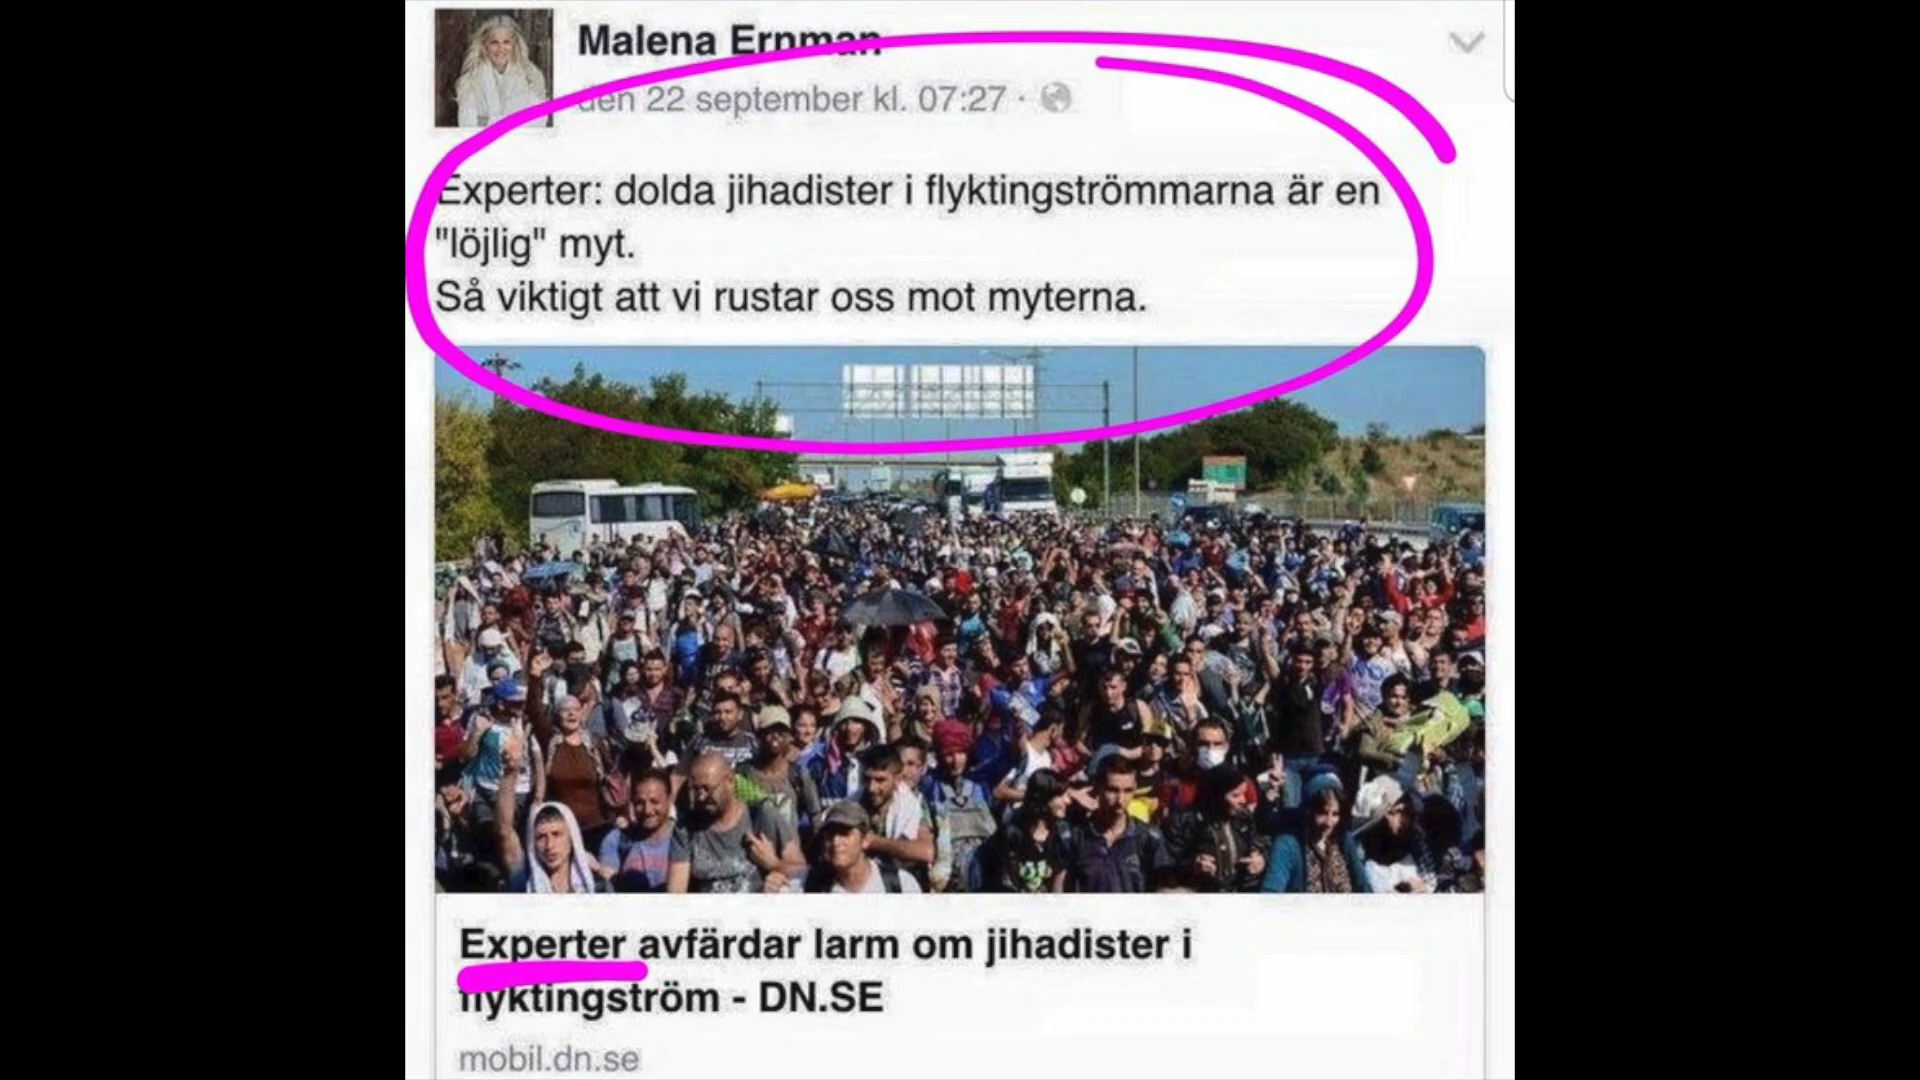 Malena Ernman
den 22 september kl. 07:27 ·
Experter: dolda jihadister i flyktingströmmarna är en
"löjlig" myt.
Så viktigt att vi rustar oss mot myterna.
Experter avfärdar larm om jihadister i
flyktingström - DN.SE
mobil.dn.se